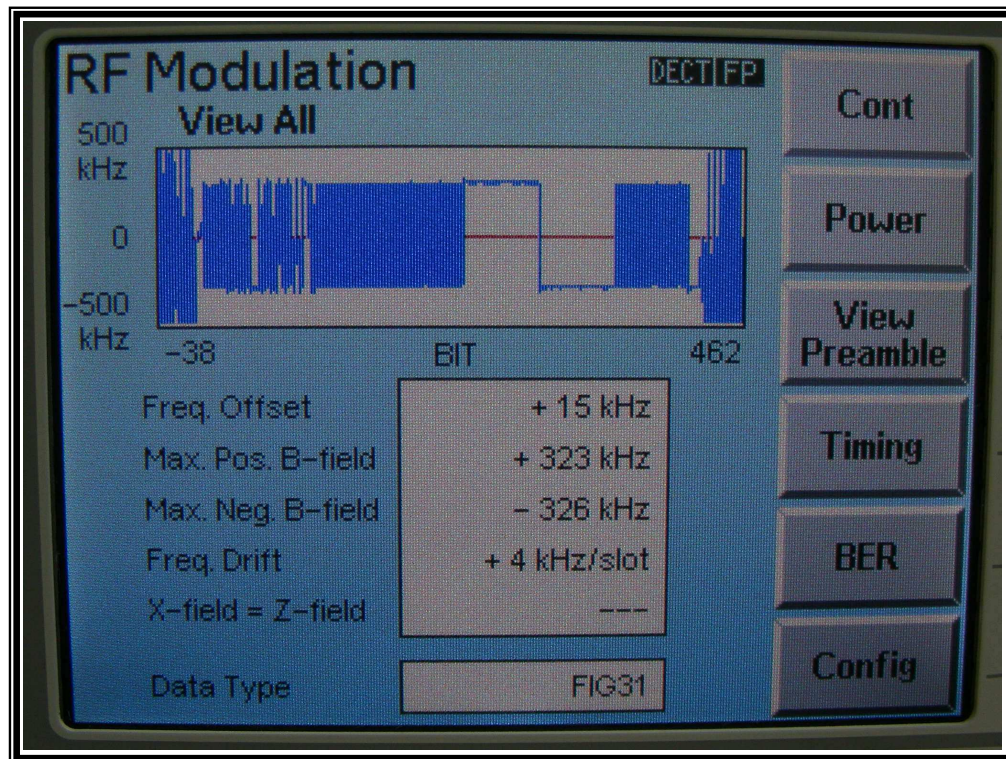 RF Modulation DECT FP
View All
500
kHz
0
−500
kHz
−38 BIT 462
Freq. Offset + 15 kHz
Max. Pos. B−field + 323 kHz
Max. Neg. B−field − 326 kHz
Freq. Drift + 4 kHz/slot
X−field = Z−field −−−
Data Type FIG31
Cont
Power
View
Preamble
Timing
BER
Config